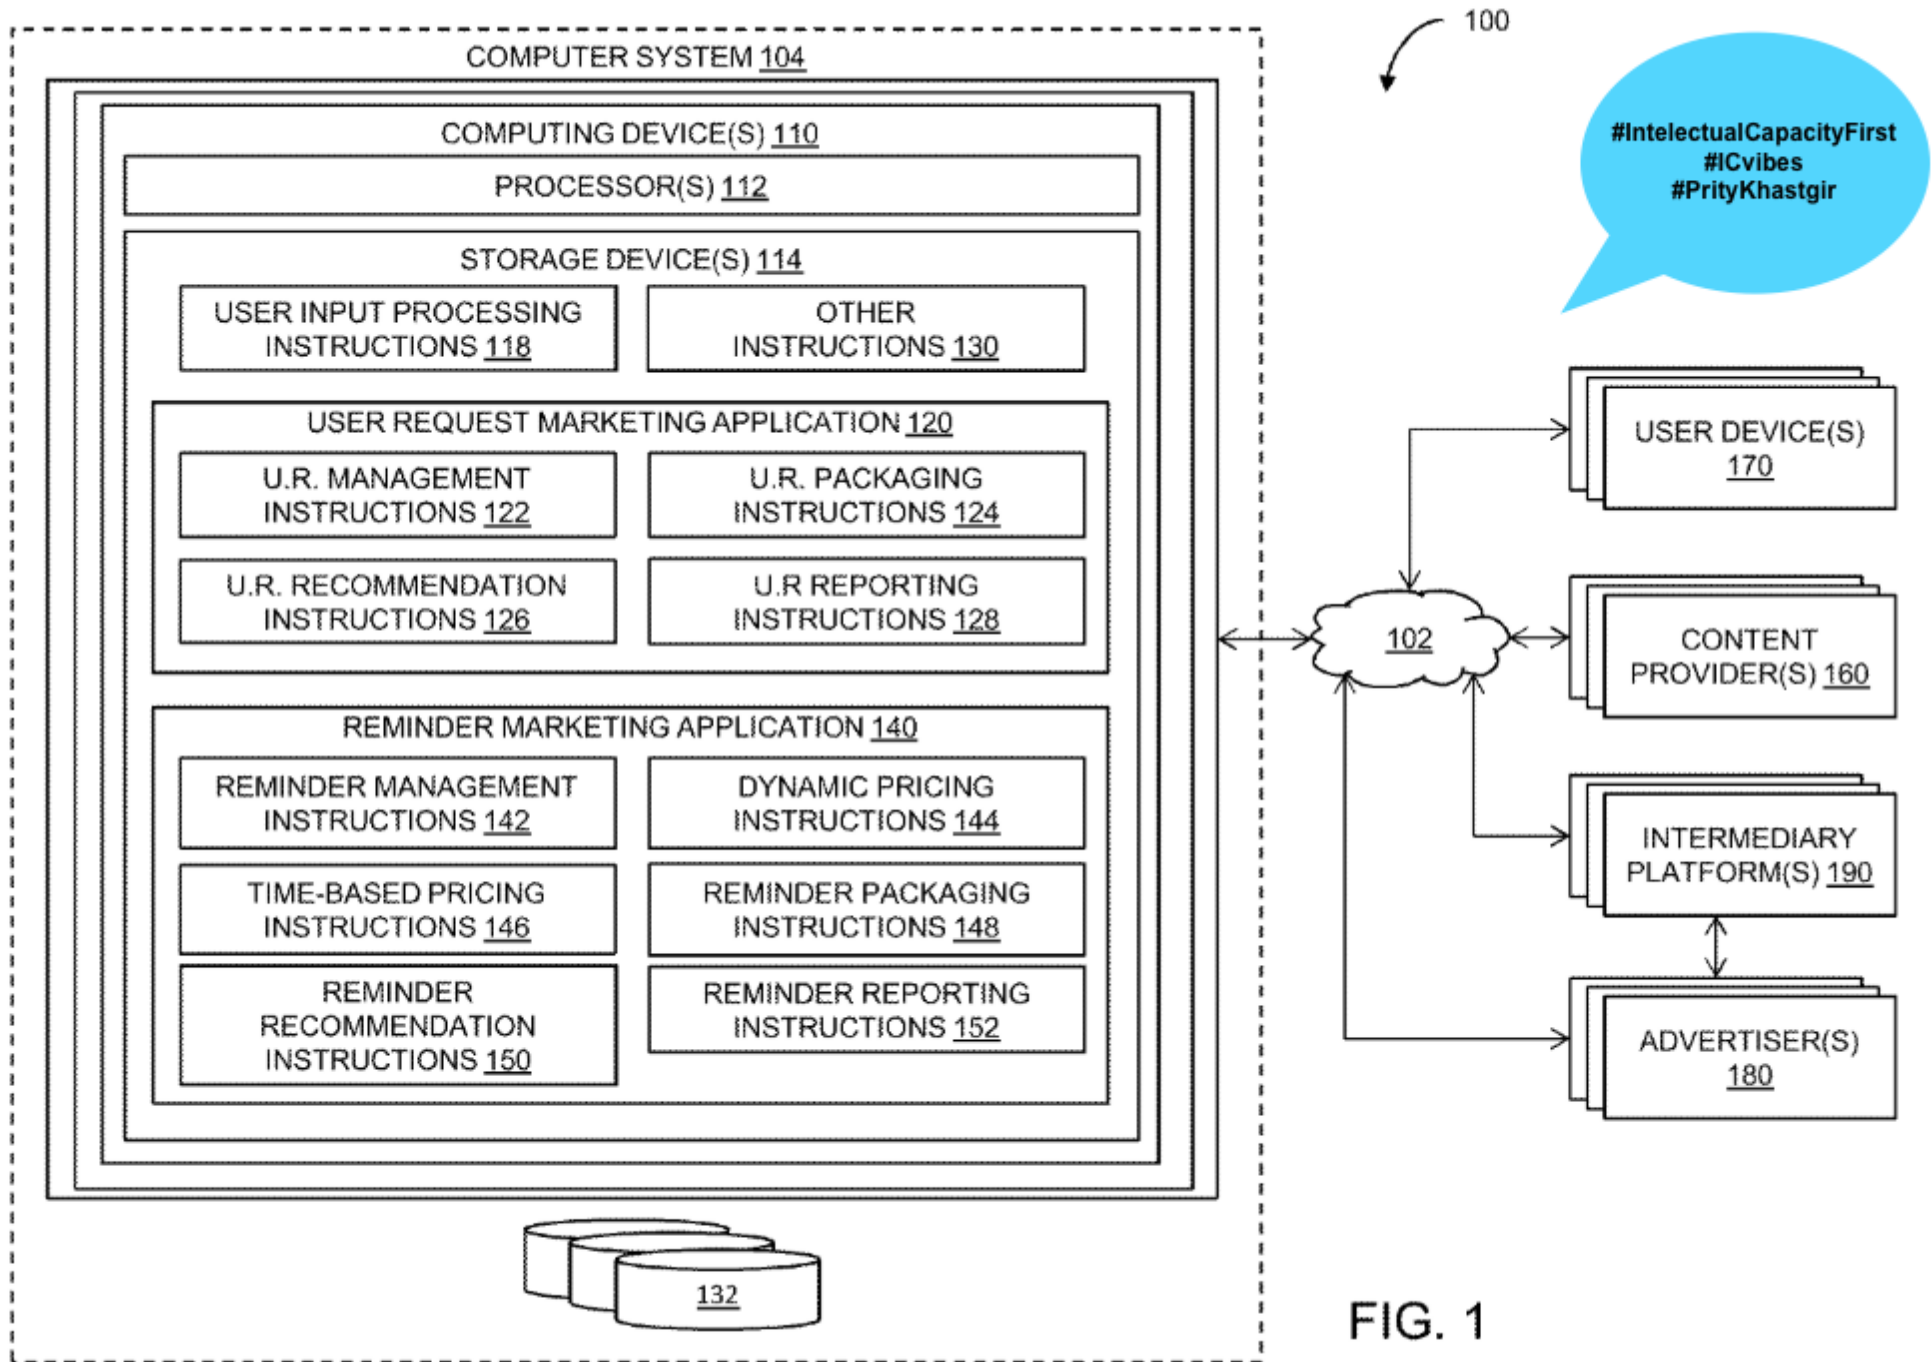 100
COMPUTER SYSTEM 104
#IntelectualCapacityFirst
#ICvibes
#PrityKhastgir
COMPUTING DEVICE(S) 110
PROCESSOR(S) 112
STORAGE DEVICE(S) 114
USER INPUT PROCESSING
INSTRUCTIONS 118
OTHER
INSTRUCTIONS 130
USER REQUEST MARKETING APPLICATION 120
U.R. MANAGEMENT
INSTRUCTIONS 122
U.R. PACKAGING
INSTRUCTIONS 124
U.R. RECOMMENDATION
INSTRUCTIONS 126
U.R REPORTING
INSTRUCTIONS 128
REMINDER MARKETING APPLICATION 140
REMINDER MANAGEMENT
INSTRUCTIONS 142
DYNAMIC PRICING
INSTRUCTIONS 144
TIME-BASED PRICING
INSTRUCTIONS 146
REMINDER PACKAGING
INSTRUCTIONS 148
REMINDER
RECOMMENDATION
INSTRUCTIONS 150
REMINDER REPORTING
INSTRUCTIONS 152
132
102
USER DEVICE(S)
170
CONTENT
PROVIDER(S) 160
INTERMEDIARY
PLATFORM(S) 190
ADVERTISER(S)
180
FIG. 1